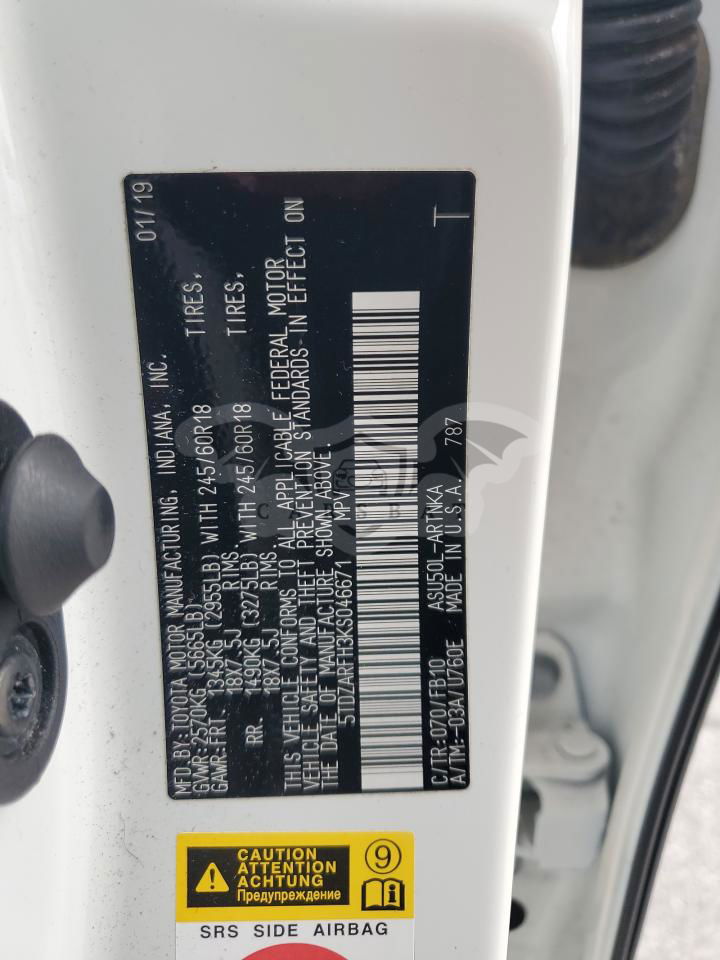 MFD.BY:TOYOTA MOTOR MANUFACTURING, INDIANA, INC. 01/19
GVWR:2570KG (5665LB)
GAWR:FRT. 1345KG (2955LB) WITH 245/60R18 TIRES,
18X7.5J RIMS
RR. 1490KG (3275LB) WITH 245/60R18 TIRES,
18X7.5J RIMS
THIS VEHICLE CONFORMS TO ALL APPLICABLE FEDERAL MOTOR
VEHICLE SAFETY AND THEFT PREVENTION STANDARDS IN EFFECT ON
THE DATE OF MANUFACTURE SHOWN ABOVE.
5TDZARFH3KS046671 MPV
C/TR:070/FB10 ASU50L-ARTNKA T
A/TM:-03A/U760E MADE IN U.S.A. 787
CARSBAT
CAUTION
ATTENTION
ACHTUNG
Предупреждение
9
i
SRS SIDE AIRBAG